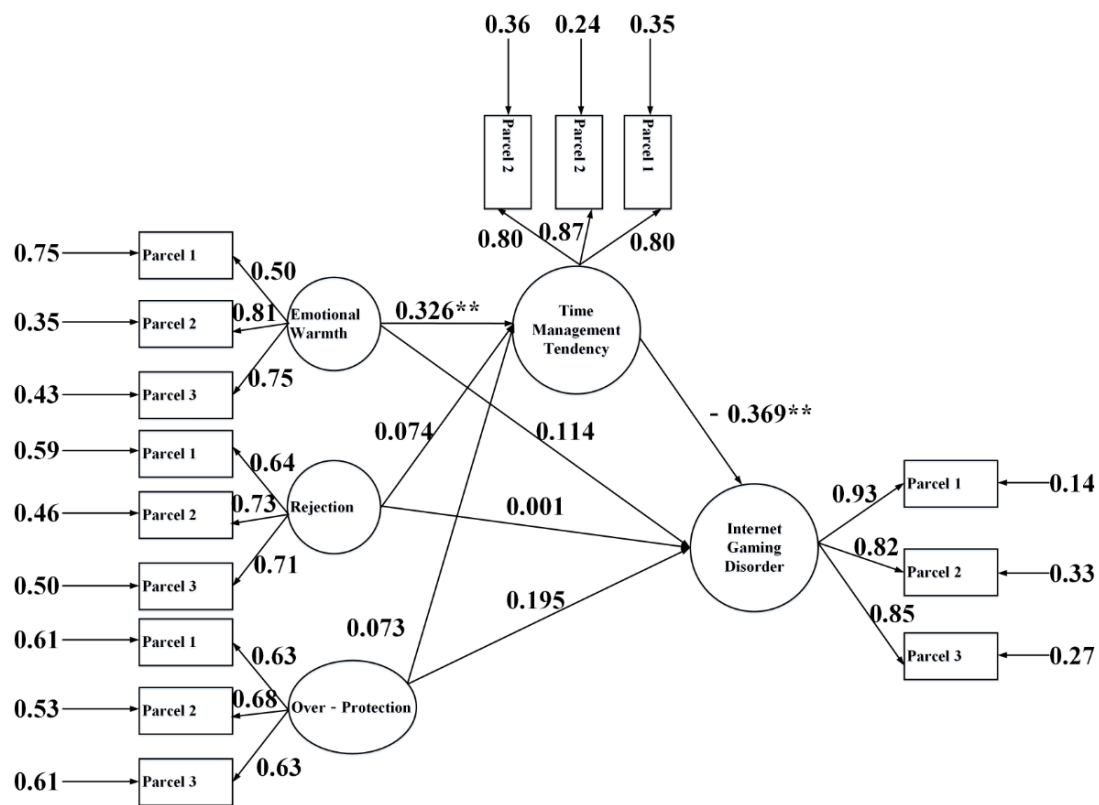 0.36
0.24
0.35
Parcel 2
Parcel 2
Parcel 1
0.80
0.87
0.80
0.75
Parcel 1
0.50
0.35
Parcel 2
0.81
0.43
Parcel 3
0.75
Emotional
Warmth
0.326**
Time
Management
Tendency
0.074
0.114
- 0.369**
0.59
Parcel 1
0.64
0.46
Parcel 2
0.73
0.50
Parcel 3
0.71
Rejection
0.001
Internet
Gaming
Disorder
0.93
Parcel 1
0.14
0.82
Parcel 2
0.33
0.85
Parcel 3
0.27
0.61
Parcel 1
0.63
0.53
Parcel 2
0.68
0.61
Parcel 3
0.63
Over - Protection
0.073
0.195